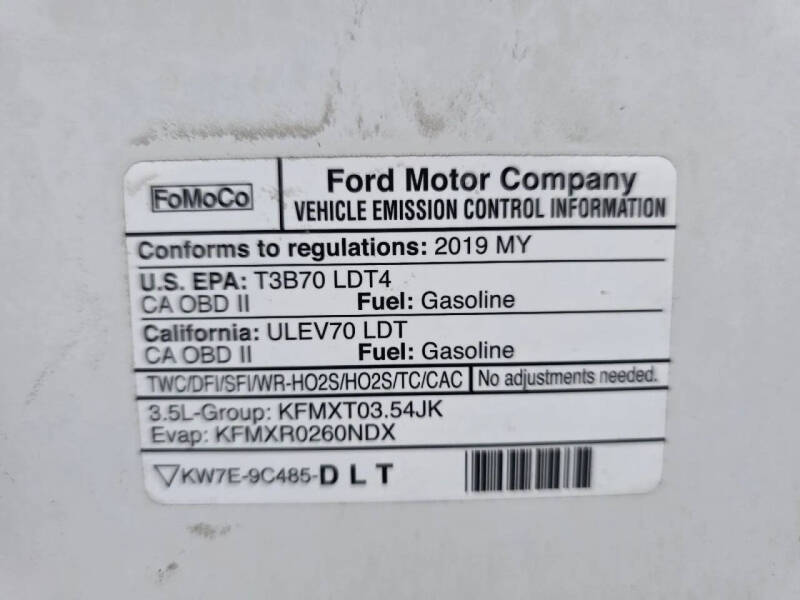 FoMoCo
Ford Motor Company
VEHICLE EMISSION CONTROL INFORMATION
Conforms to regulations: 2019 MY
U.S. EPA: T3B70 LDT4
CA OBD II Fuel: Gasoline
California: ULEV70 LDT
CA OBD II Fuel: Gasoline
TWC/DFI/SFI/WR-HO2S/HO2S/TC/CAC No adjustments needed.
3.5L-Group: KFMXT03.54JK
Evap: KFMXR0260NDX
▽KW7E-9C485-D L T